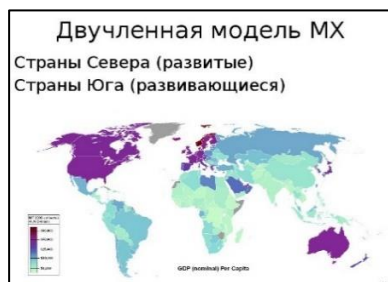 Двучленная модель МХ
Страны Севера (развитые)
Страны Юга (развивающиеся)
GDP (nominal) Per Capita